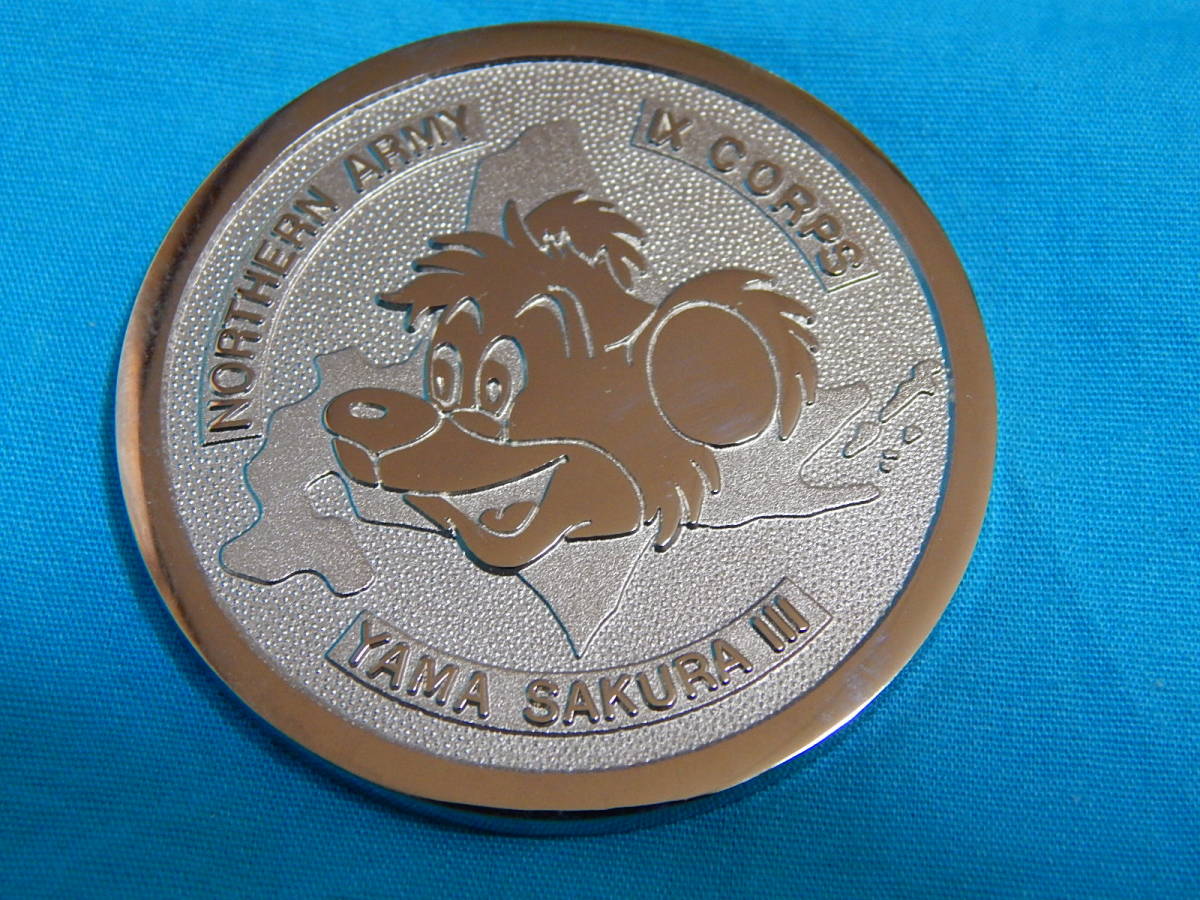 NORTHERN ARMY
IX CORPS
YAMA SAKURA III